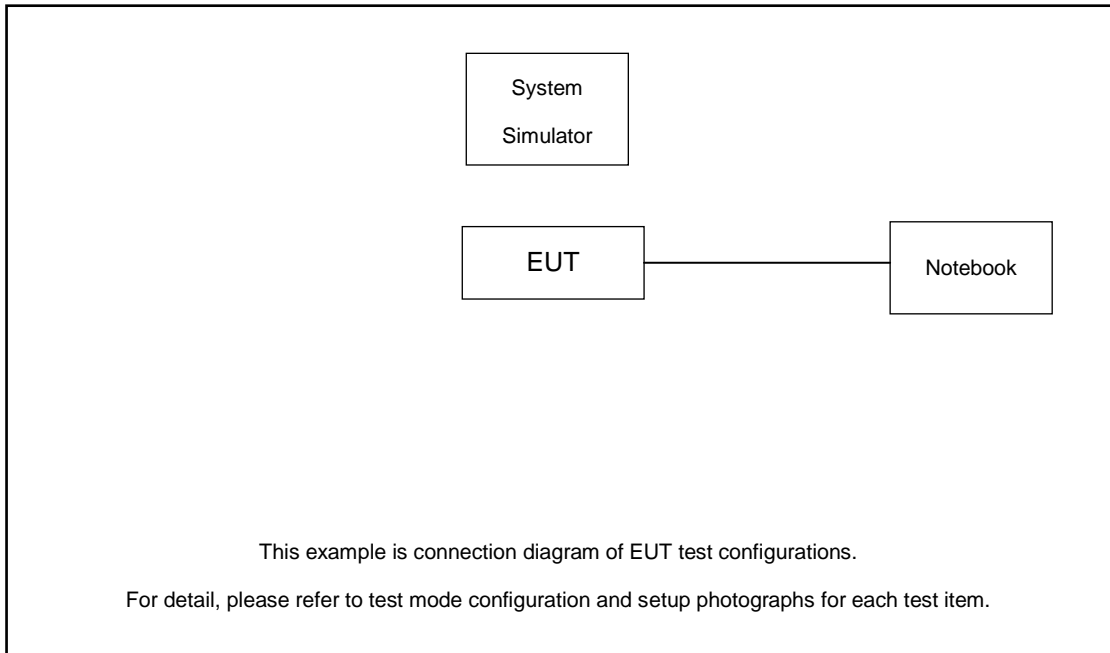 System
Simulator
EUT
Notebook
This example is connection diagram of EUT test configurations.
For detail, please refer to test mode configuration and setup photographs for each test item.